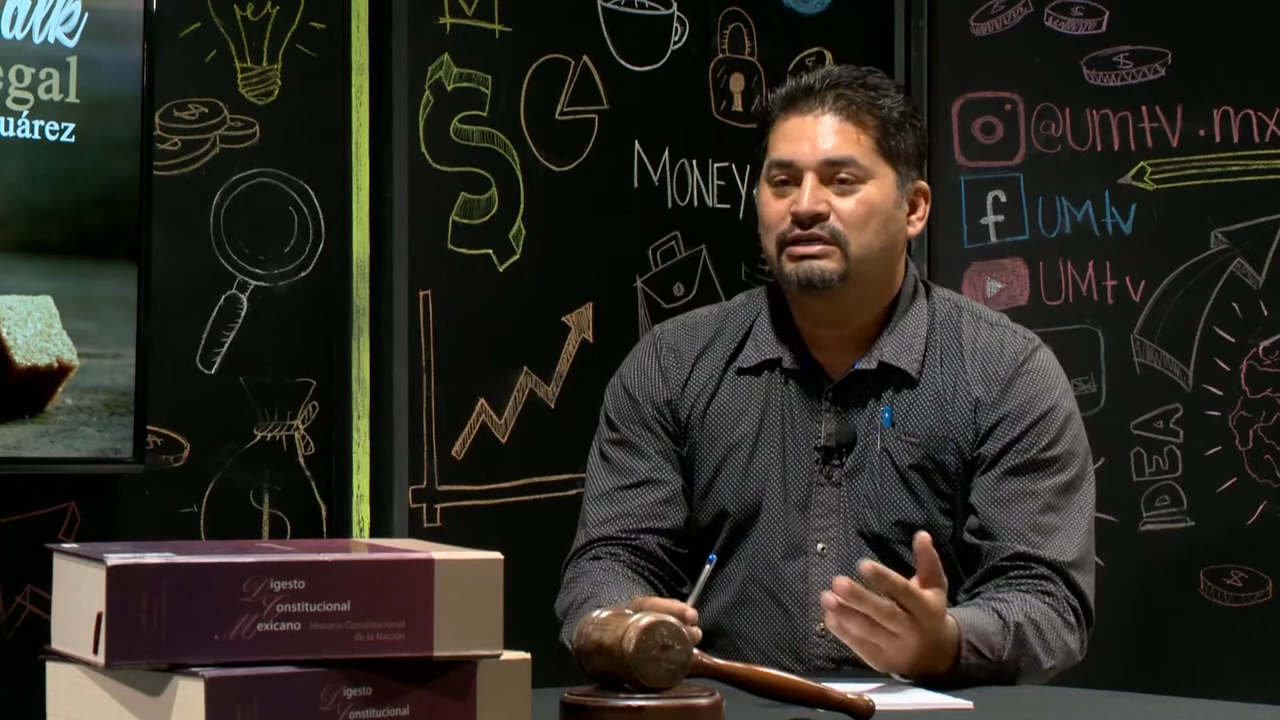 alk
egal
uárez
MONEY
@umtv.mx
f UMtv
UMtv
IDEA
Digesto
Constitucional
Mexicano Historia Constitucional
de la Nación
Digesto
Constitucional